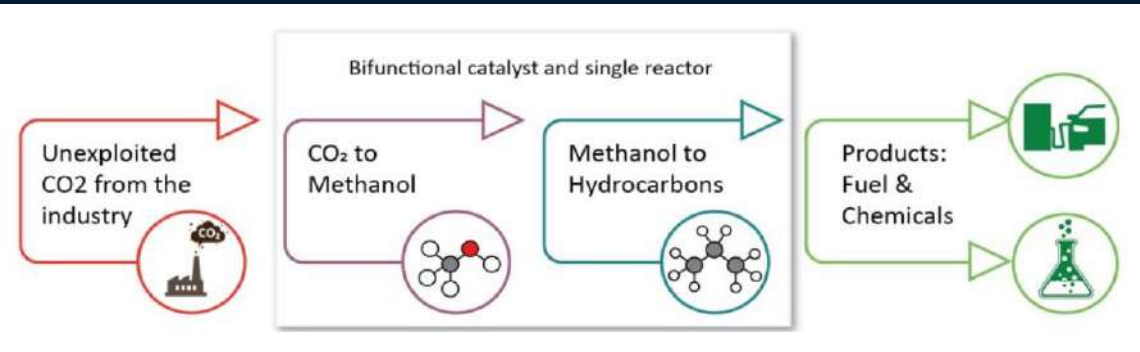 Bifunctional catalyst and single reactor
Unexploited
CO2 from the
industry
CO₂
CO₂ to
Methanol
Methanol to
Hydrocarbons
Products:
Fuel &
Chemicals